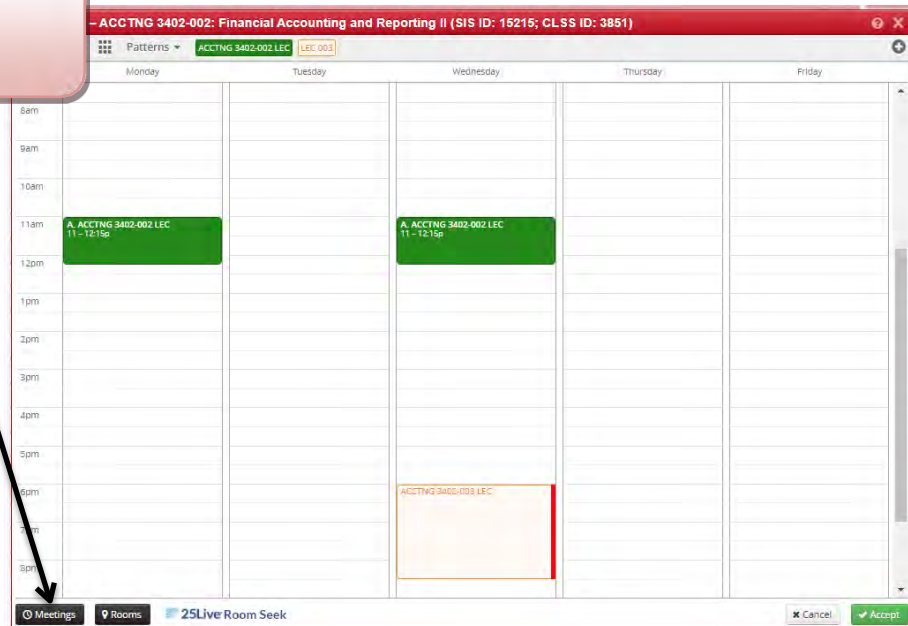 – ACCTNG 3402-002: Financial Accounting and Reporting II (SIS ID: 15215; CLSS ID: 3851)
Patterns ACCTNG 3402-002 LEC LEC 003
Monday Tuesday Wednesday Thursday Friday
8am
9am
10am
11am A. ACCTNG 3402-002 LEC A. ACCTNG 3402-002 LEC
11 – 12:15p 11 – 12:15p
12pm
1pm
2pm
3pm
4pm
5pm
6pm ACCTNG 3402-003 LEC
8pm
Meetings Rooms 25Live Room Seek Cancel Accept